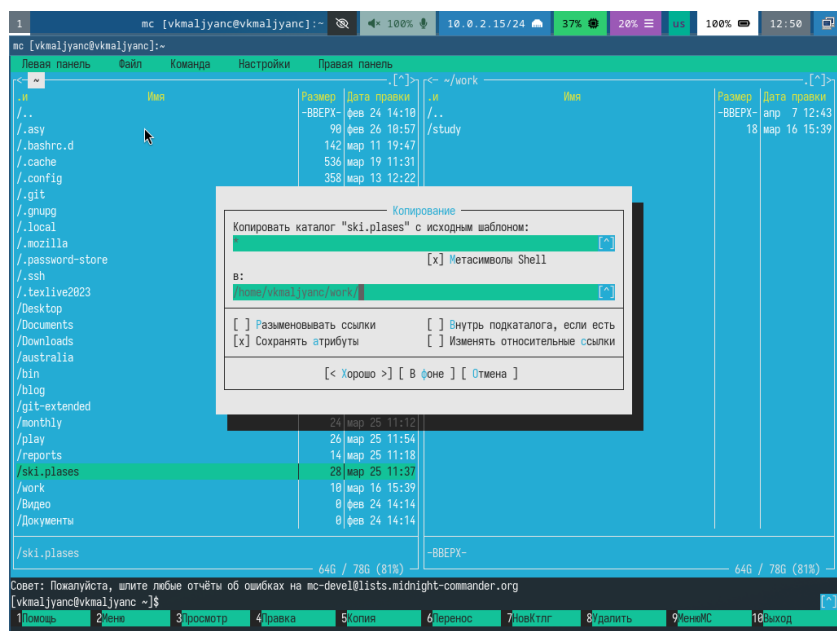 1 mc [vkmaljyanc@vkmaljyanc]:~ 100% 10.0.2.15/24 37% 20% us 100% 12:50
mc [vkmaljyanc@vkmaljyanc]:~
Левая панель Файл Команда Настройки Правая панель
<- ~ .[^]> <- ~/work .[^]>
.и Имя Размер Дата правки .и Имя Размер Дата правки
/.. -ВВЕРХ- фев 24 14:10 /.. -ВВЕРХ- апр 7 12:43
/.asy 90 фев 26 10:57 /study 18 мар 16 15:39
/.bashrc.d 142 мар 11 19:47
/.cache 536 мар 19 11:31
/.config 358 мар 13 12:22
/.git
/.gnupg
/.local
/.mozilla
/.password-store
/.ssh
/.texlive2023
/Desktop
/Documents
/Downloads
/australia
/bin
/blog
/git-extended
/monthly 24 мар 25 11:12
/play 26 мар 25 11:54
/reports 14 мар 25 11:18
/ski.plases 28 мар 25 11:37
/work 10 мар 16 15:39
/Видео 0 фев 24 14:14
/Документы 0 фев 24 14:14
Копирование
Копировать каталог "ski.plases" с исходным шаблоном:
* [^]
[x] Метасимволы Shell
в:
/home/vkmaljyanc/work/ [^]
[ ] Разыменовывать ссылки [ ] Внутрь подкаталога, если есть
[x] Сохранять атрибуты [ ] Изменять относительные ссылки
[< Хорошо >] [ В фоне ] [ Отмена ]
/ski.plases -ВВЕРХ-
64G / 78G (81%) 64G / 78G (81%)
Совет: Пожалуйста, шлите любые отчёты об ошибках на mc-devel@lists.midnight-commander.org
[vkmaljyanc@vkmaljyanc ~]$ [^]
1Помощь 2Меню 3Просмотр 4Правка 5Копия 6Перенос 7НовКтлг 8Удалить 9МенюМС 10Выход